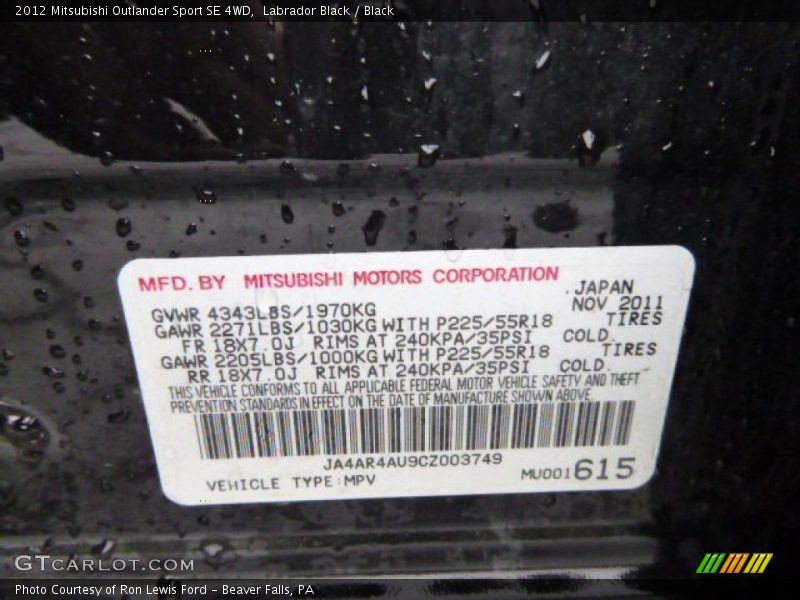 2012 Mitsubishi Outlander Sport SE 4WD, Labrador Black / Black
MFD. BY MITSUBISHI MOTORS CORPORATION
JAPAN
GVWR 4343LBS/1970KG NOV 2011
GAWR 2271LBS/1030KG WITH P225/55R18 TIRES
FR 18X7.0J RIMS AT 240KPA/35PSI COLD.
GAWR 2205LBS/1000KG WITH P225/55R18 TIRES
RR 18X7.0J RIMS AT 240KPA/35PSI COLD.
THIS VEHICLE CONFORMS TO ALL APPLICABLE FEDERAL MOTOR VEHICLE SAFETY AND THEFT
PREVENTION STANDARDS IN EFFECT ON THE DATE OF MANUFACTURE SHOWN ABOVE.
JA4AR4AU9CZ003749
VEHICLE TYPE:MPV MU001615
GTCARLOT.COM
Photo Courtesy of Ron Lewis Ford - Beaver Falls, PA